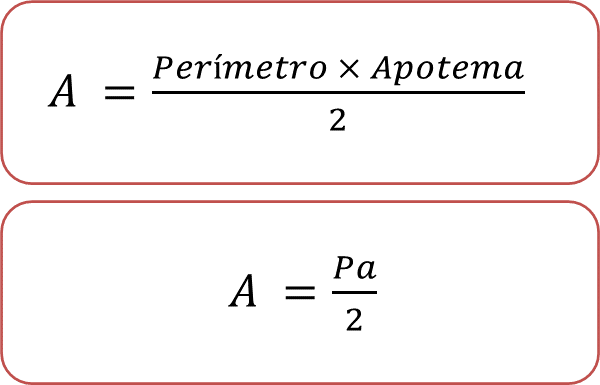 A = Perímetro × Apotema / 2
A = Pa / 2